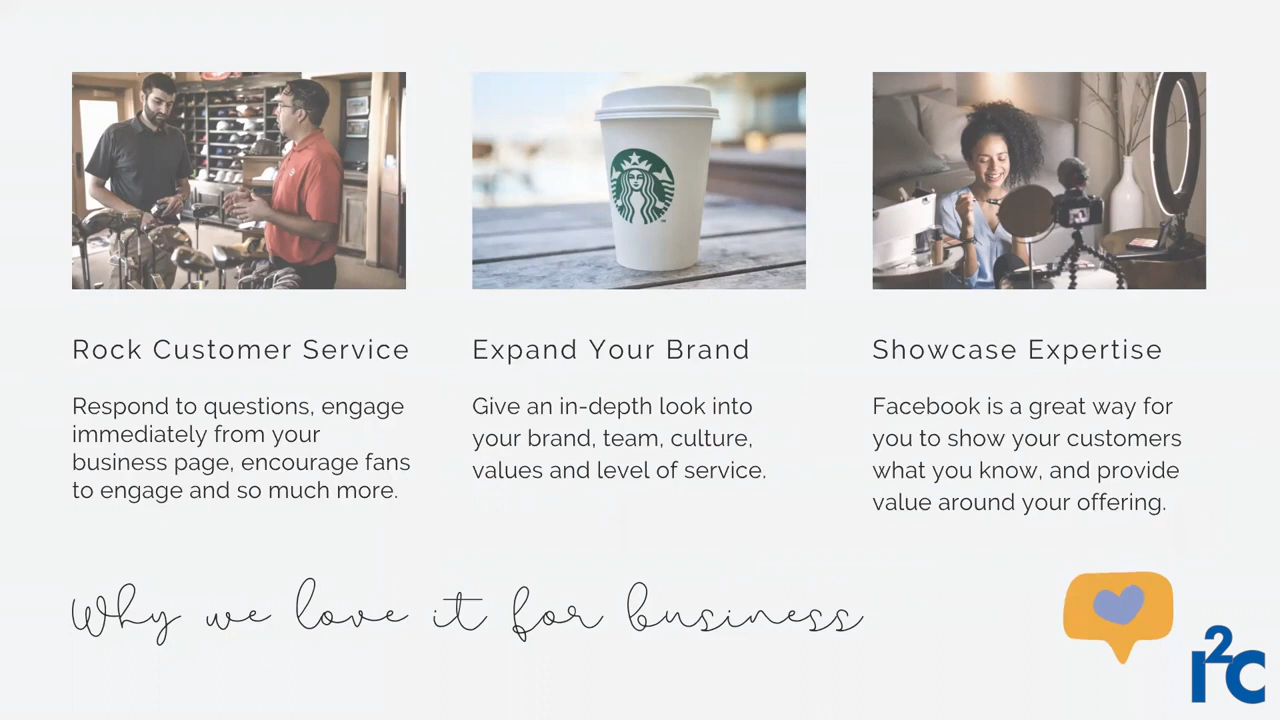 Rock Customer Service
Respond to questions, engage
immediately from your
business page, encourage fans
to engage and so much more.
Expand Your Brand
Give an in-depth look into
your brand, team, culture,
values and level of service.
Showcase Expertise
Facebook is a great way for
you to show your customers
what you know, and provide
value around your offering.
Why we love it for business
I2C